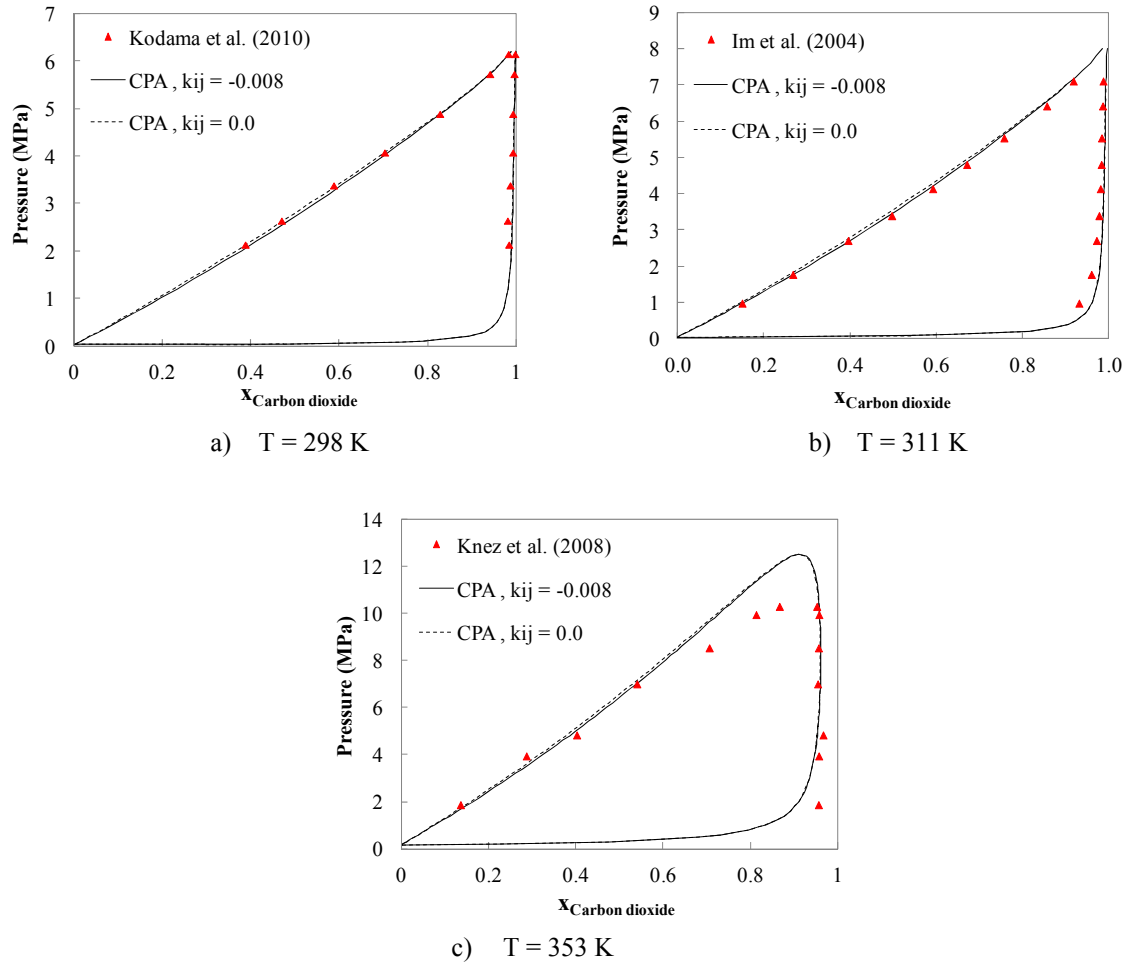 7
6
5
4
3
2
1
0
Pressure (MPa)
Kodama et al. (2010)
CPA , kij = -0.008
CPA , kij = 0.0
0 0.2 0.4 0.6 0.8 1
xCarbon dioxide
a) T = 298 K
9
8
7
6
5
4
3
2
1
0
Pressure (MPa)
Im et al. (2004)
CPA , kij = -0.008
CPA , kij = 0.0
0.0 0.2 0.4 0.6 0.8 1.0
xCarbon dioxide
b) T = 311 K
14
12
10
8
6
4
2
0
Pressure (MPa)
Knez et al. (2008)
CPA , kij = -0.008
CPA , kij = 0.0
0 0.2 0.4 0.6 0.8 1
xCarbon dioxide
c) T = 353 K